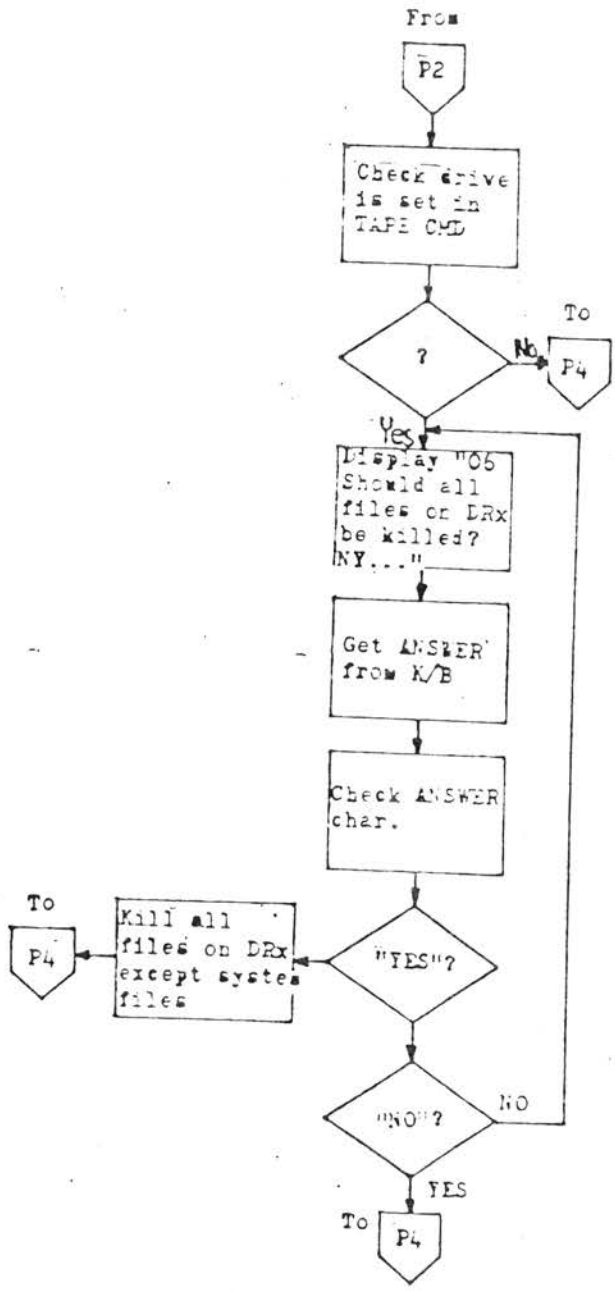 From
P2
Check drive
is set in
TAPE CMD
?
No
To
P4
Yes
Display "06
Should all
files on DRx
be killed?
NY..."
Get ANSWER
from K/B
Check ANSWER
char.
"YES"?
Kill all
files on DRx
except system
files
To
P4
"NO"?
NO
YES
To
P4